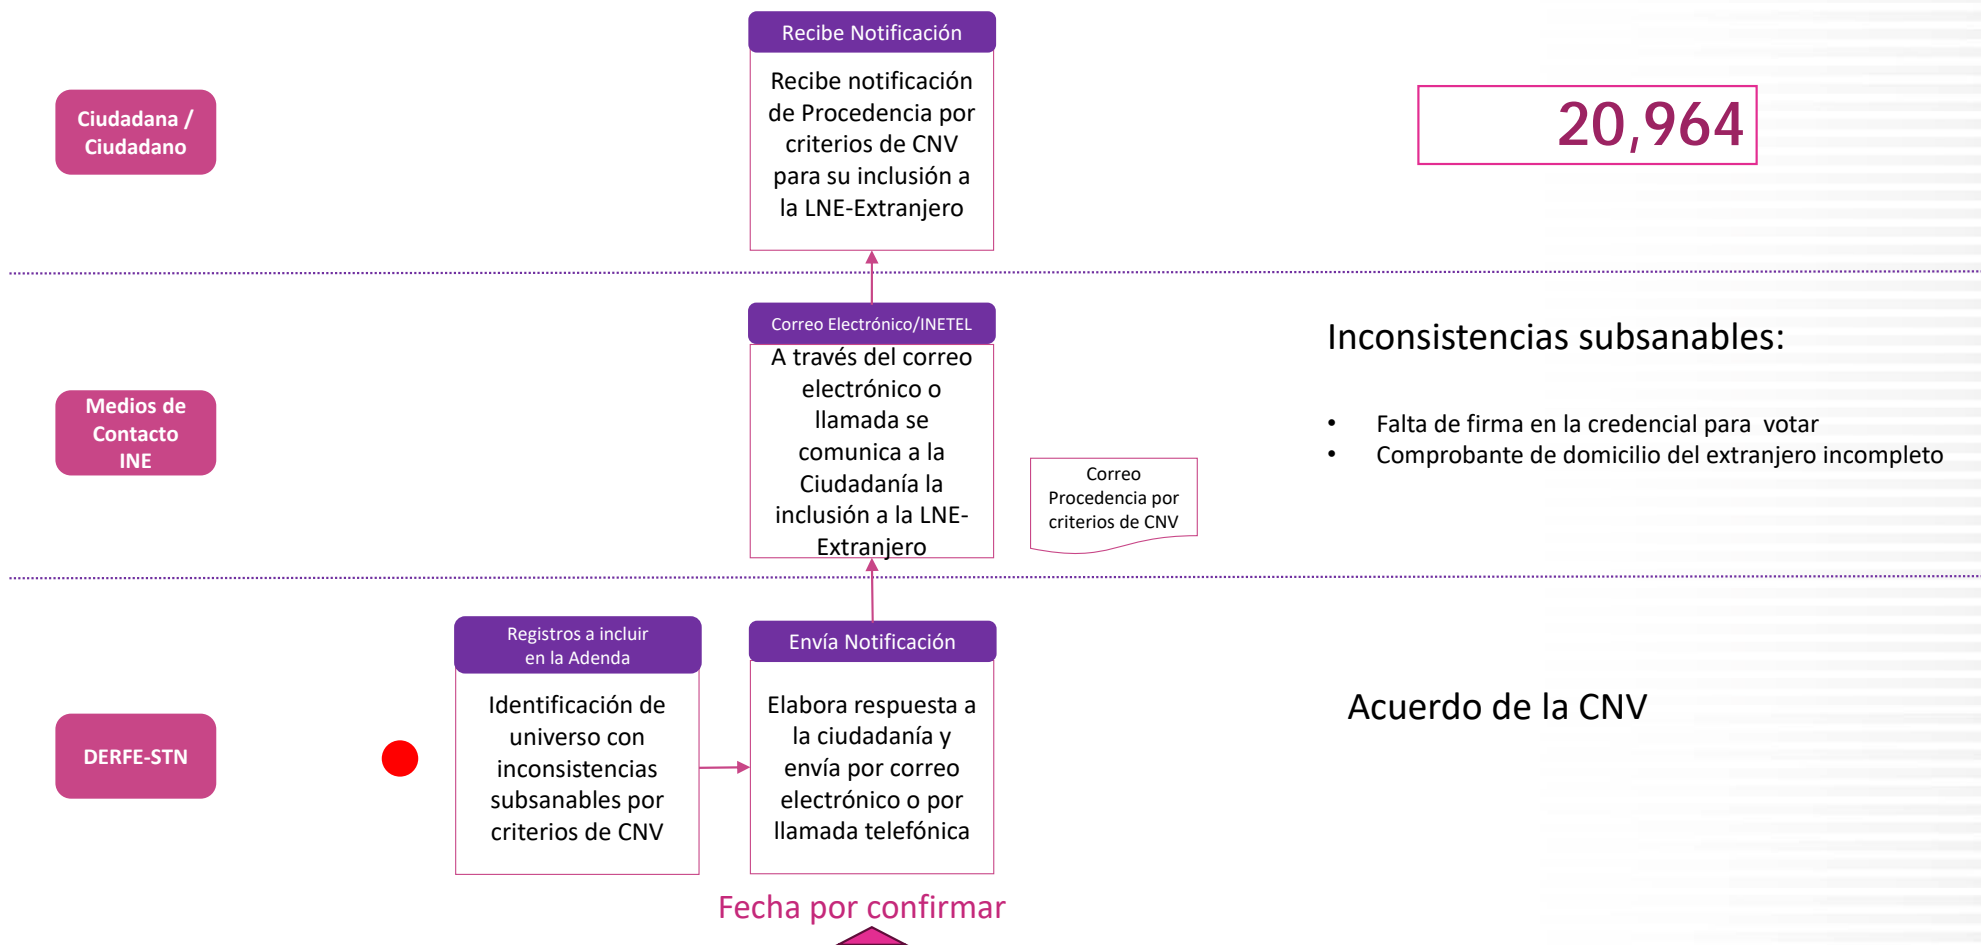 Recibe Notificación
Recibe notificación
de Procedencia por
criterios de CNV
para su inclusión a
la LNE-Extranjero
Ciudadana /
Ciudadano
20,964
Correo Electrónico/INETEL
A través del correo
electrónico o
llamada se
comunica a la
Ciudadanía la
inclusión a la LNE-
Extranjero
Medios de
Contacto
INE
Correo
Procedencia por
criterios de CNV
Inconsistencias subsanables:
• Falta de firma en la credencial para votar
• Comprobante de domicilio del extranjero incompleto
DERFE-STN
Registros a incluir
en la Adenda
Identificación de
universo con
inconsistencias
subsanables por
criterios de CNV
Envía Notificación
Elabora respuesta a
la ciudadanía y
envía por correo
electrónico o por
llamada telefónica
Acuerdo de la CNV
Fecha por confirmar